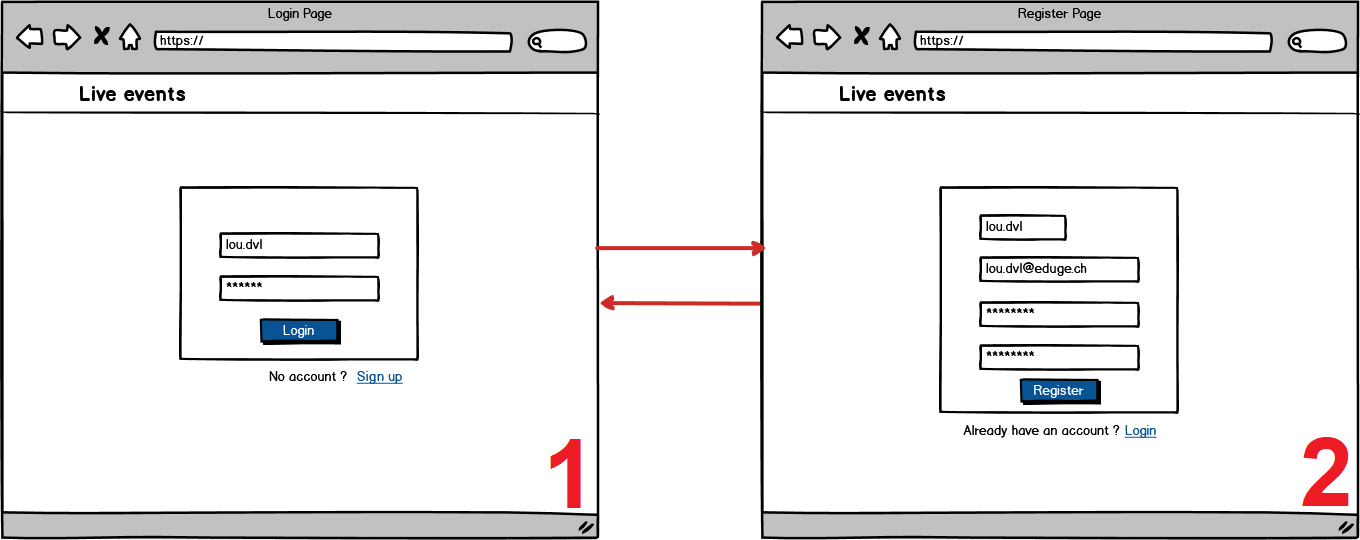 Login Page
https://
Live events
lou.dvl
******
Login
No account ? Sign up
1
Register Page
https://
Live events
lou.dvl
lou.dvl@eduge.ch
********
********
Register
Already have an account ? Login
2